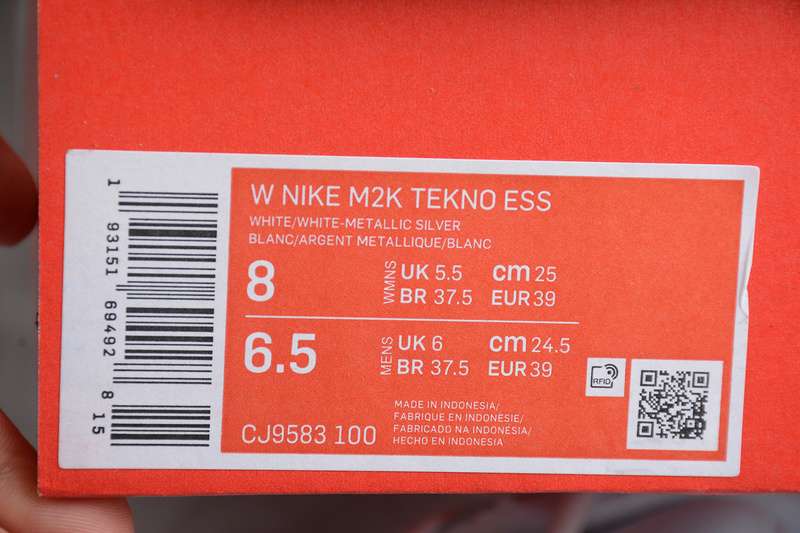 1 93151 69492 8 15
W NIKE M2K TEKNO ESS
WHITE/WHITE-METALLIC SILVER
BLANC/ARGENT METALLIQUE/BLANC
8 WMNS UK 5.5 cm 25
BR 37.5 EUR 39
6.5 MENS UK 6 cm 24.5
BR 37.5 EUR 39
RFID
MADE IN INDONESIA/
FABRIQUE EN INDONESIE/
FABRICADO NA INDONÉSIA/
HECHO EN INDONESIA
CJ9583 100